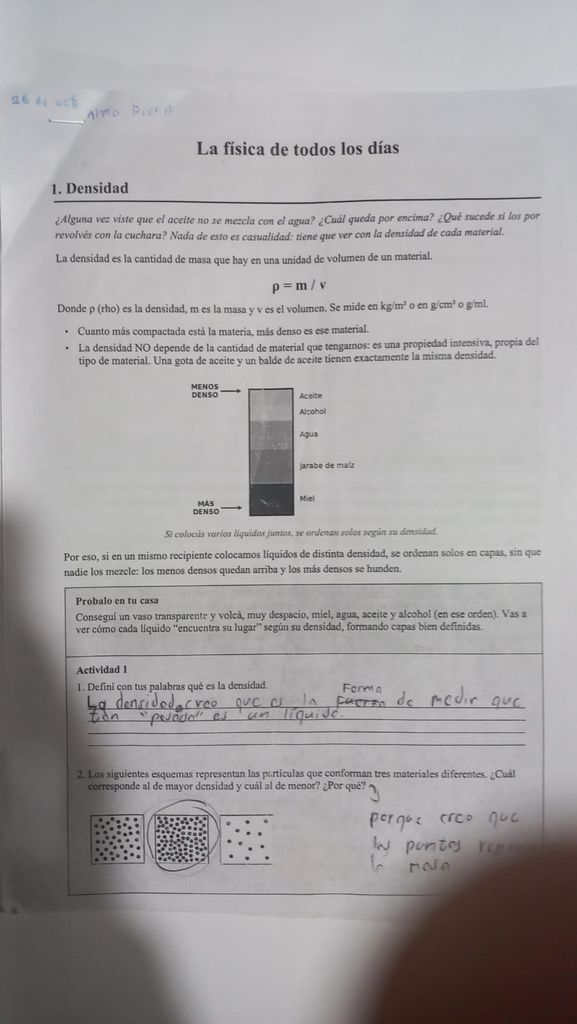 26 de oct
Alma
La física de todos los días
1. Densidad
¿Alguna vez viste que el aceite no se mezcla con el agua? ¿Cuál queda por encima? ¿Qué sucede si los por
revolvés con la cuchara? Nada de esto es casualidad: tiene que ver con la densidad de cada material.
La densidad es la cantidad de masa que hay en una unidad de volumen de un material.
ρ = m / v
Donde ρ (rho) es la densidad, m es la masa y v es el volumen. Se mide en kg/m³ o en g/cm³ o g/ml.
• Cuanto más compactada está la materia, más denso es ese material.
• La densidad NO depende de la cantidad de material que tengamos: es una propiedad intensiva, propia del
tipo de material. Una gota de aceite y un balde de aceite tienen exactamente la misma densidad.
MENOS
DENSO
Aceite
Alcohol
Agua
Jarabe de maíz
Miel
MÁS
DENSO
Si colocás varios líquidos juntos, se ordenan solos según su densidad.
Por eso, si en un mismo recipiente colocamos líquidos de distinta densidad, se ordenan solos en capas, sin que
nadie los mezcle: los menos densos quedan arriba y los más densos se hunden.
Probalo en tu casa
Conseguí un vaso transparente y volcá, muy despacio, miel, agua, aceite y alcohol (en ese orden). Vas a
ver cómo cada líquido “encuentra su lugar” según su densidad, formando capas bien definidas.
Actividad 1
1. Definí con tus palabras qué es la densidad.
Forma
La densidad creo que es la fuerza de medir que
tan "pesado" es un liquido.
2. Los siguientes esquemas representan las partículas que conforman tres materiales diferentes. ¿Cuál
corresponde al de mayor densidad y cuál al de menor? ¿Por qué?
porque creo que
los puntos
la masa